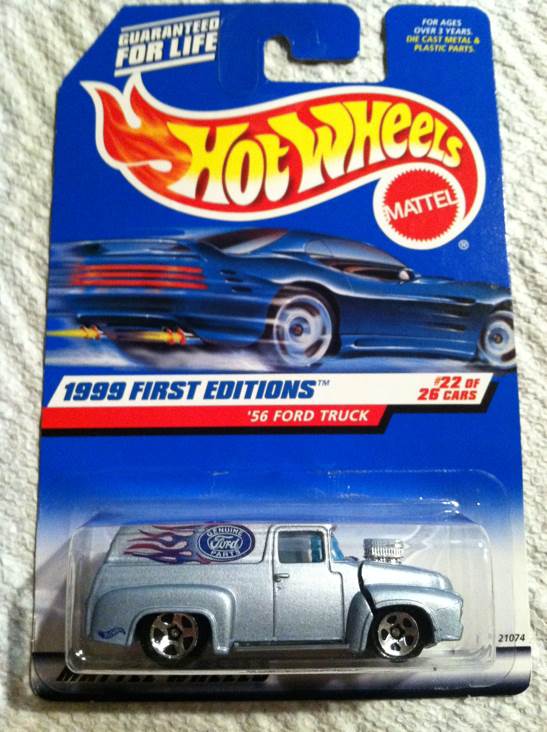 GUARANTEED
FOR LIFE
FOR AGES
OVER 3 YEARS.
DIE CAST METAL &
PLASTIC PARTS.
HOT WHEELS
MATTEL
®
1999 FIRST EDITIONS™
#22 OF
26 CARS
'56 FORD TRUCK
GENUINE
Ford
PARTS
21074